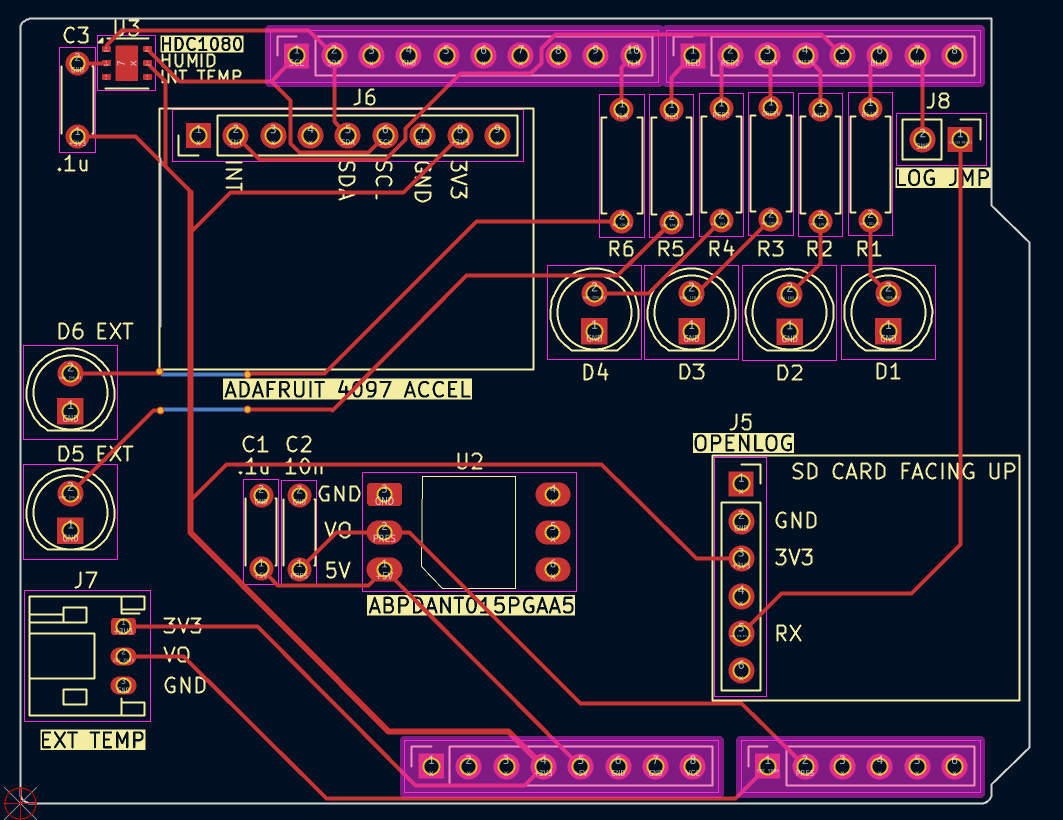 C3
U3
HDC1080
HUMID
INT TEMP
J6
.1u
INT
SDA
GND
3V3
J8
LOG JMP
R6 R5 R4 R3 R2 R1
D6 EXT
D4 D3 D2 D1
ADAFRUIT 4097 ACCEL
D5 EXT
J5
OPENLOG
SD CARD FACING UP
C1 C2
.1u 10n
U2
GND
VO
5V
GND
3V3
RX
ABPDANT015PGAA5
J7
3V3
VO
GND
EXT TEMP